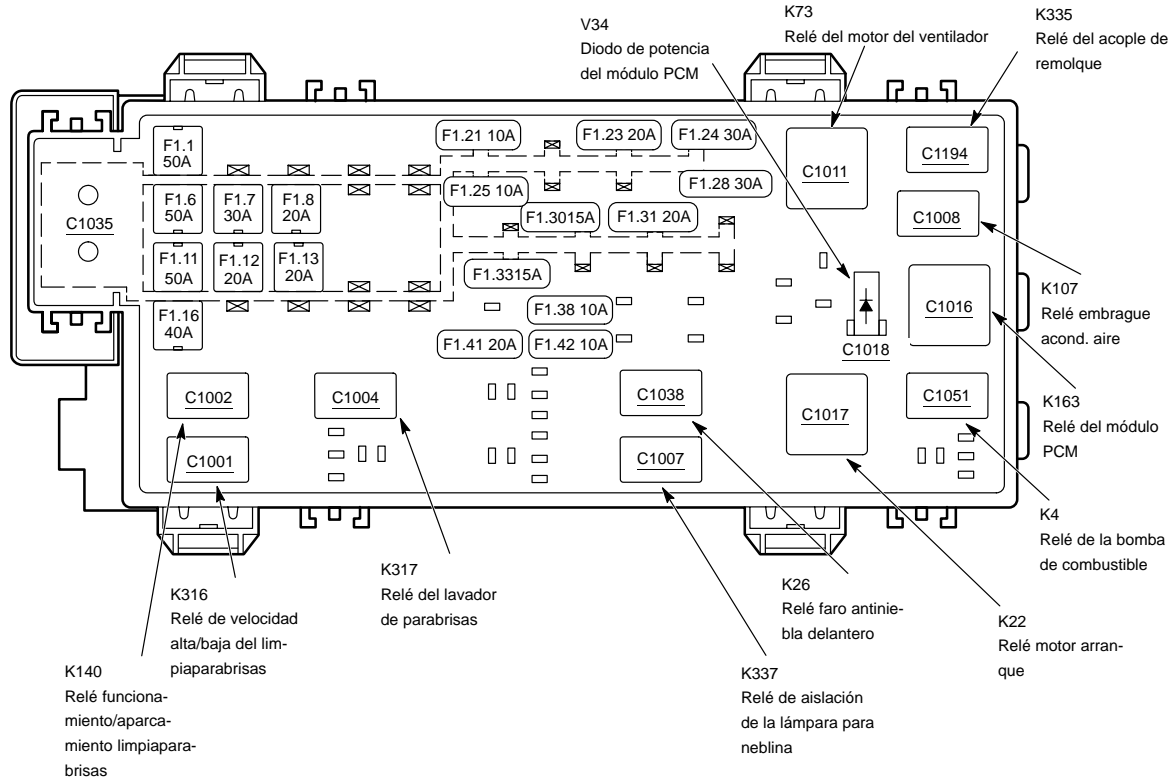 V34
Diodo de potencia
del módulo PCM
K73
Relé del motor del ventilador
K335
Relé del acople de
remolque
F1.1
50A
F1.21 10A
F1.23 20A
F1.24 30A
C1011
C1194
C1035
F1.6
50A
F1.7
30A
F1.8
20A
F1.25 10A
F1.28 30A
F1.3015A
F1.31 20A
C1008
F1.11
50A
F1.12
20A
F1.13
20A
F1.3315A
F1.16
40A
F1.38 10A
F1.41 20A
F1.42 10A
C1018
C1016
K107
Relé embrague
acond. aire
C1002
C1004
C1038
C1017
C1051
C1001
C1007
K163
Relé del módulo
PCM
K4
Relé de la bomba
de combustible
K316
Relé de velocidad
alta/baja del lim-
piaparabrisas
K317
Relé del lavador
de parabrisas
K26
Relé faro antinie-
bla delantero
K22
Relé motor arran-
que
K140
Relé funciona-
miento/aparca-
miento limpiapara-
brisas
K337
Relé de aislación
de la lámpara para
neblina